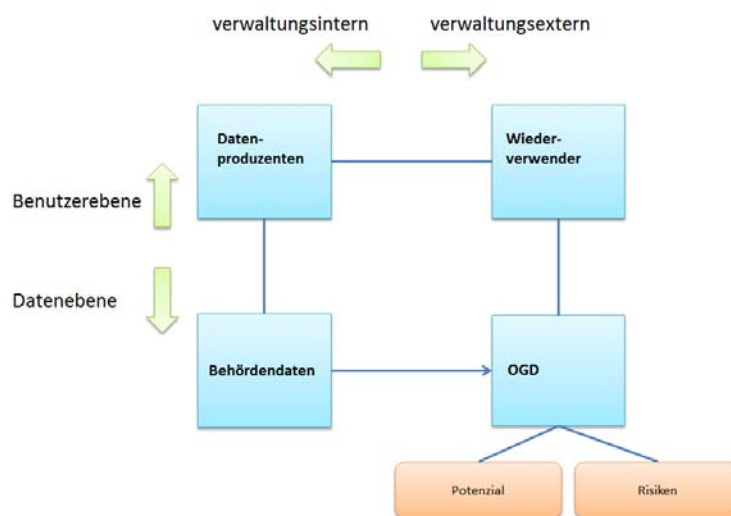 verwaltungsintern verwaltungsextern
Daten-
produzenten
Wieder-
verwender
Benutzerebene
Datenebene
Behördendaten
OGD
Potenzial
Risiken